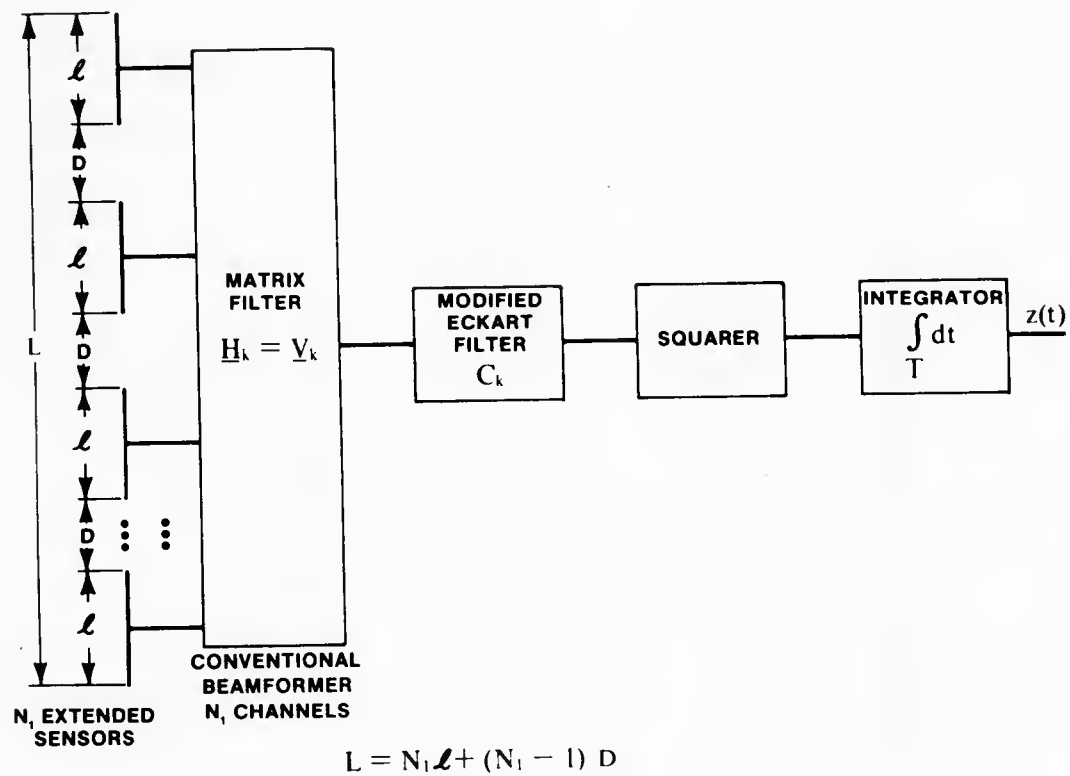 ℓ
D
ℓ
D
L
ℓ
D
ℓ
N₁ EXTENDED
SENSORS
MATRIX
FILTER
H̲ₖ = V̲ₖ
CONVENTIONAL
BEAMFORMER
N₁ CHANNELS
MODIFIED
ECKART
FILTER
Cₖ
SQUARER
INTEGRATOR
∫ dt
T
z(t)
L = N₁ℓ + (N₁ − 1) D